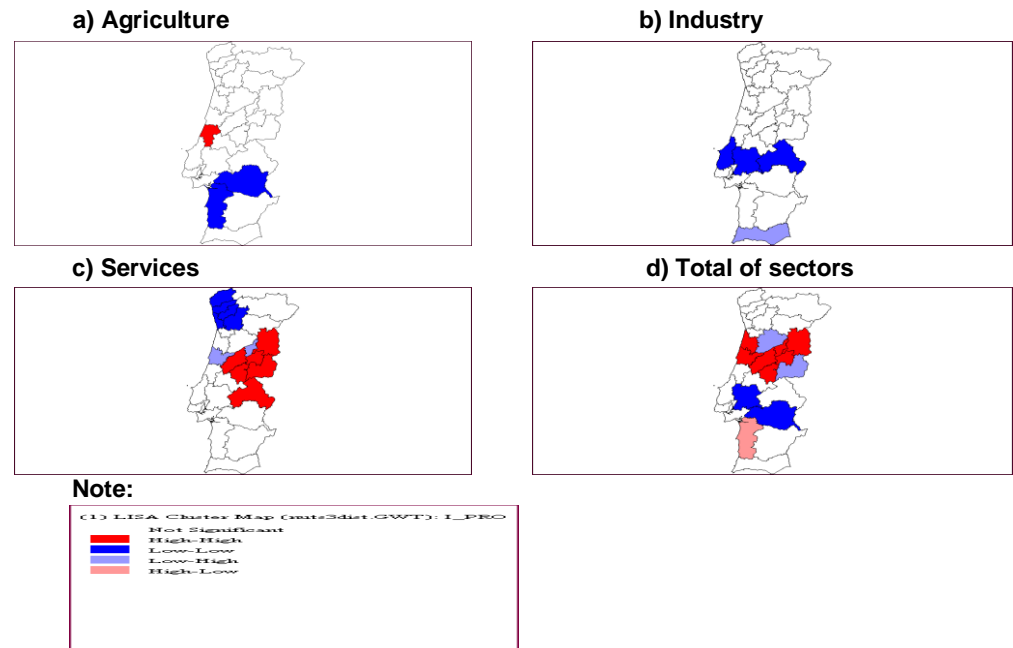 a) Agriculture
b) Industry
c) Services
d) Total of sectors
Note:
(1) LISA Cluster Map (nuts3dist.GWT): I_PRO
Not Significant
High-High
Low-Low
Low-High
High-Low